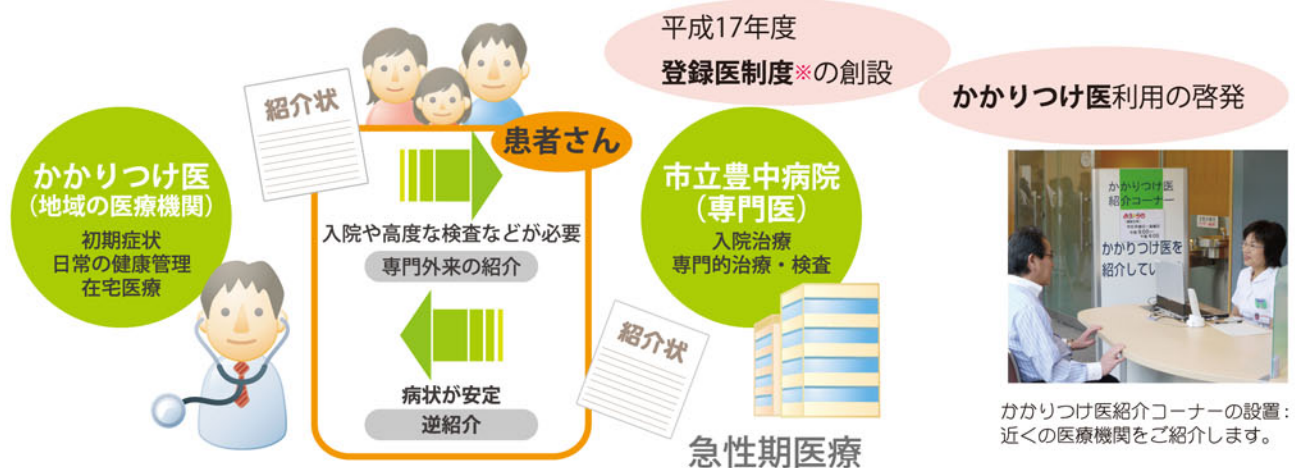 平成17年度
登録医制度※の創設
かかりつけ医利用の啓発
紹介状
患者さん
かかりつけ医
(地域の医療機関)
初期症状
日常の健康管理
在宅医療
入院や高度な検査などが必要
専門外来の紹介
病状が安定
逆紹介
市立豊中病院
(専門医)
入院治療
専門的治療・検査
紹介状
急性期医療
かかりつけ医
紹介コーナー
かかりつけ医を
紹介してい
かかりつけ医紹介コーナーの設置:
近くの医療機関をご紹介します。